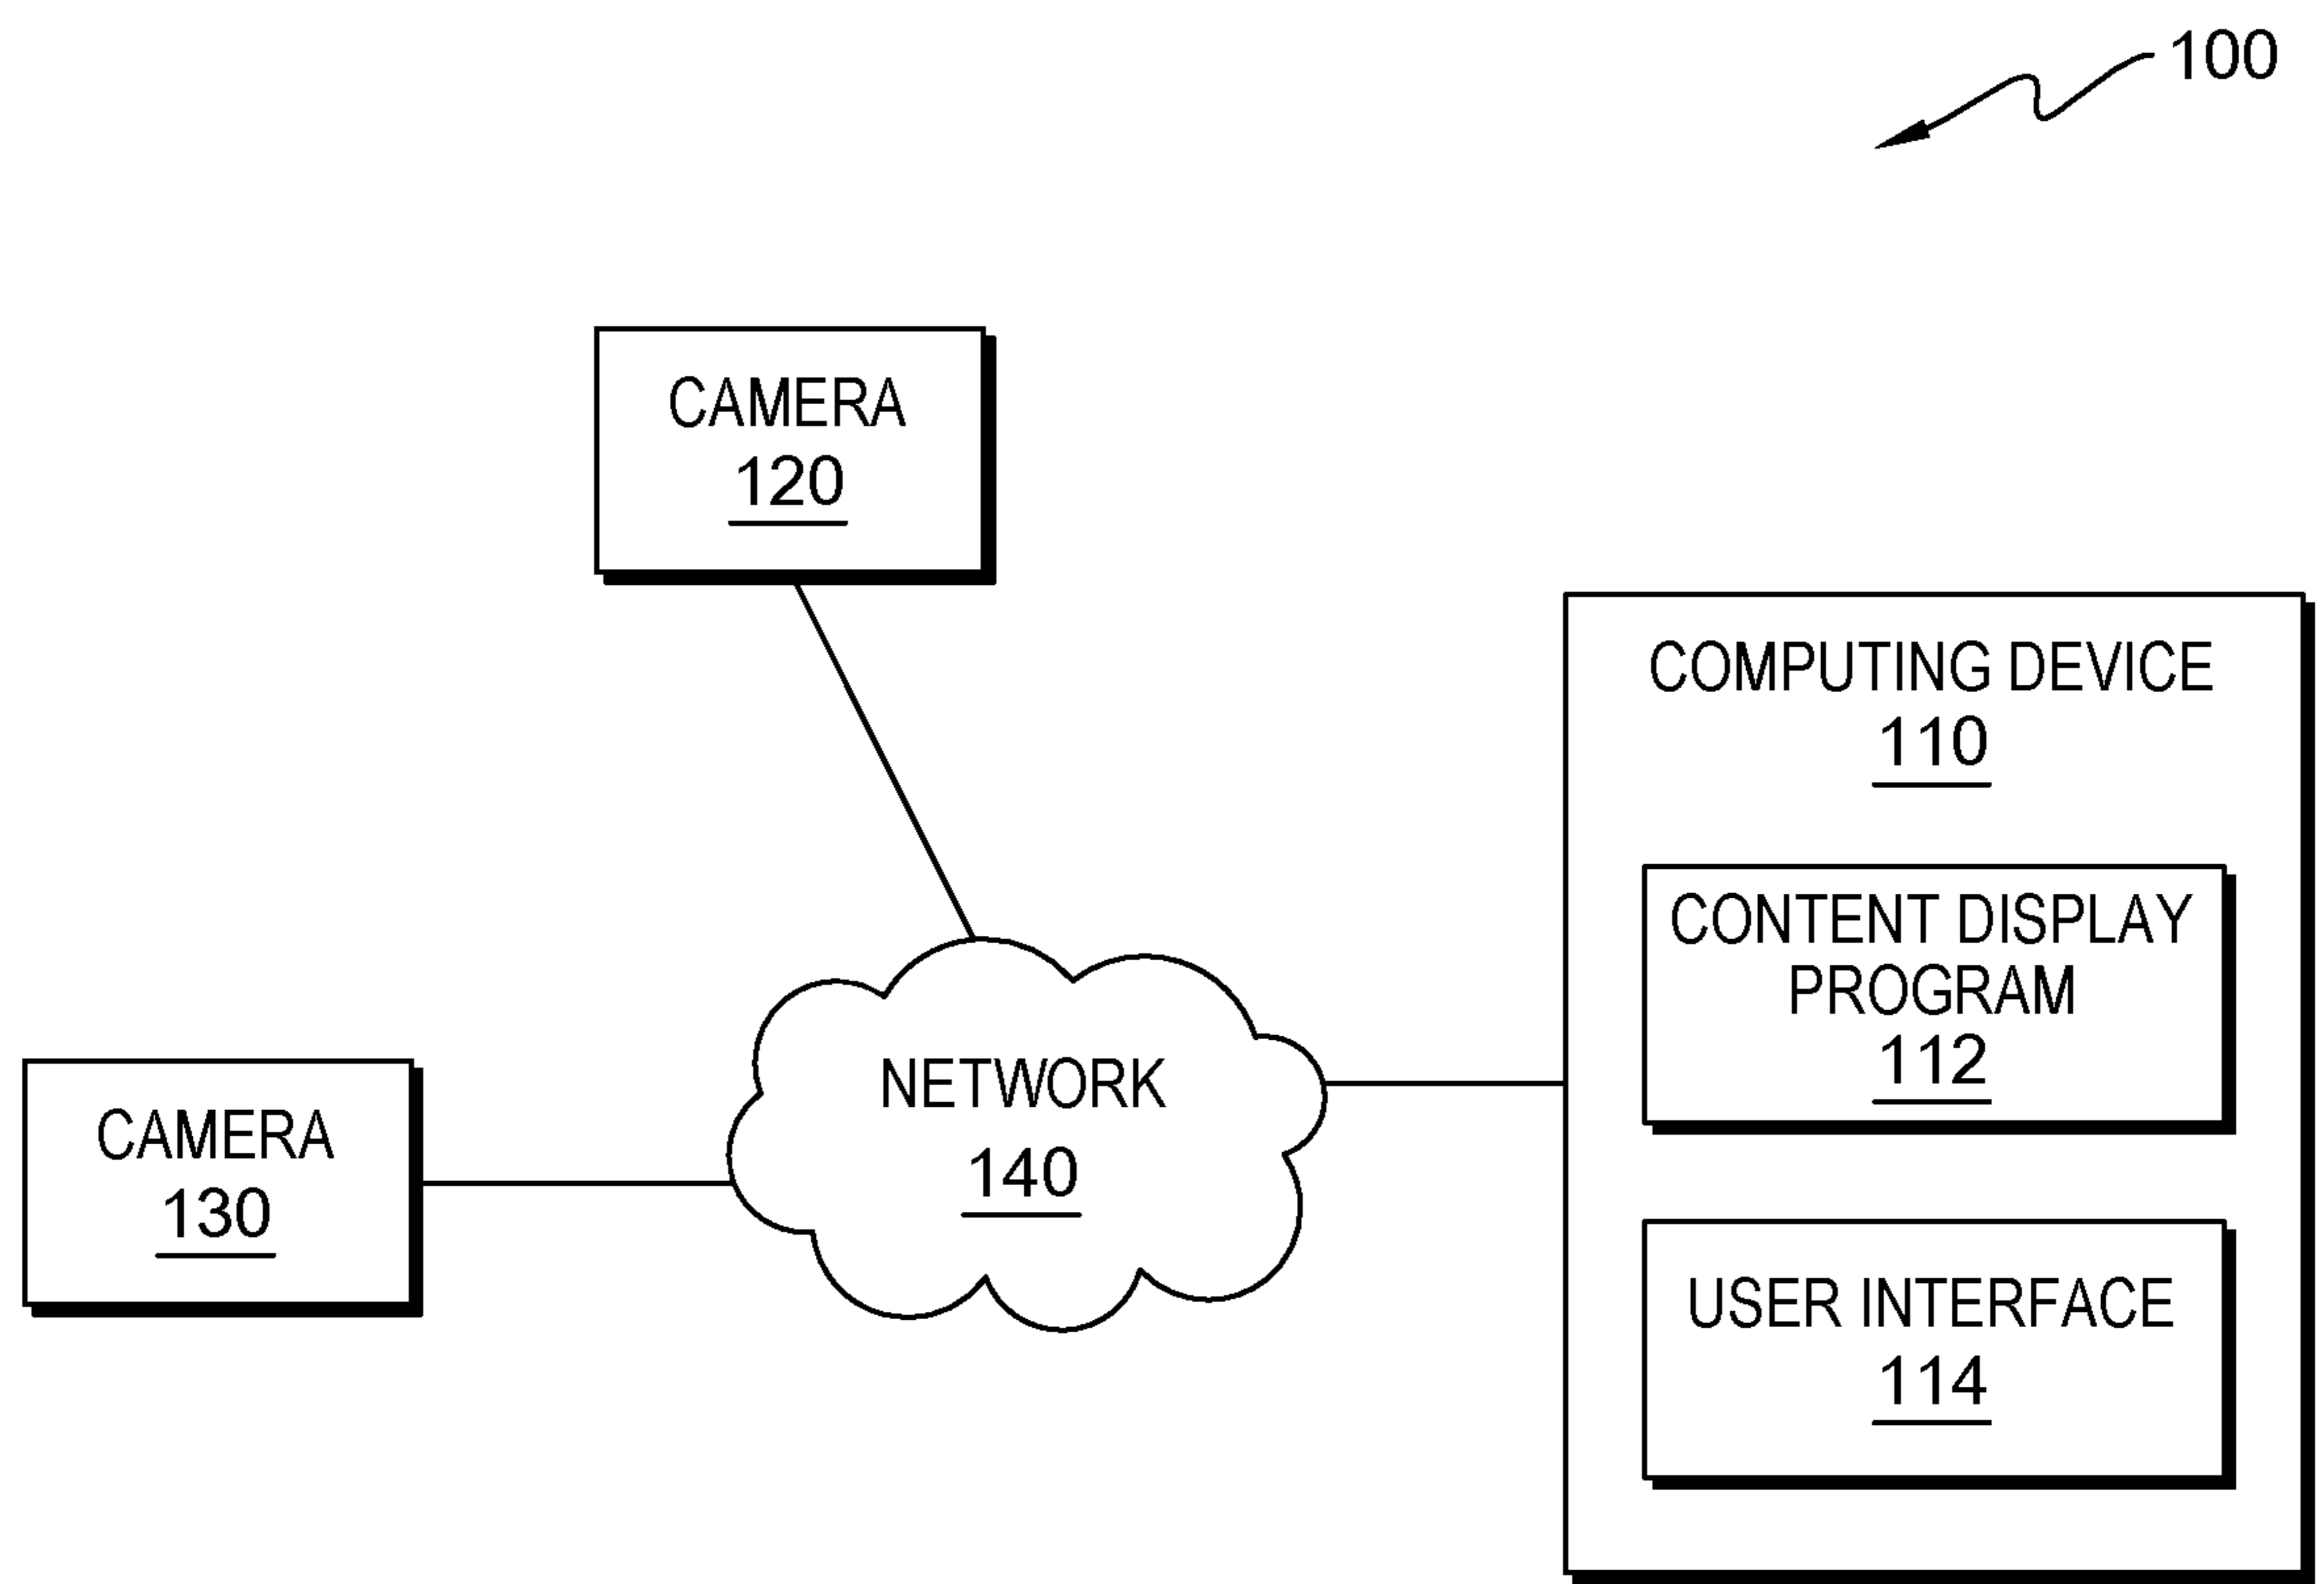 100
CAMERA
120
COMPUTING DEVICE
110
CONTENT DISPLAY
PROGRAM
112
NETWORK
140
CAMERA
130
USER INTERFACE
114